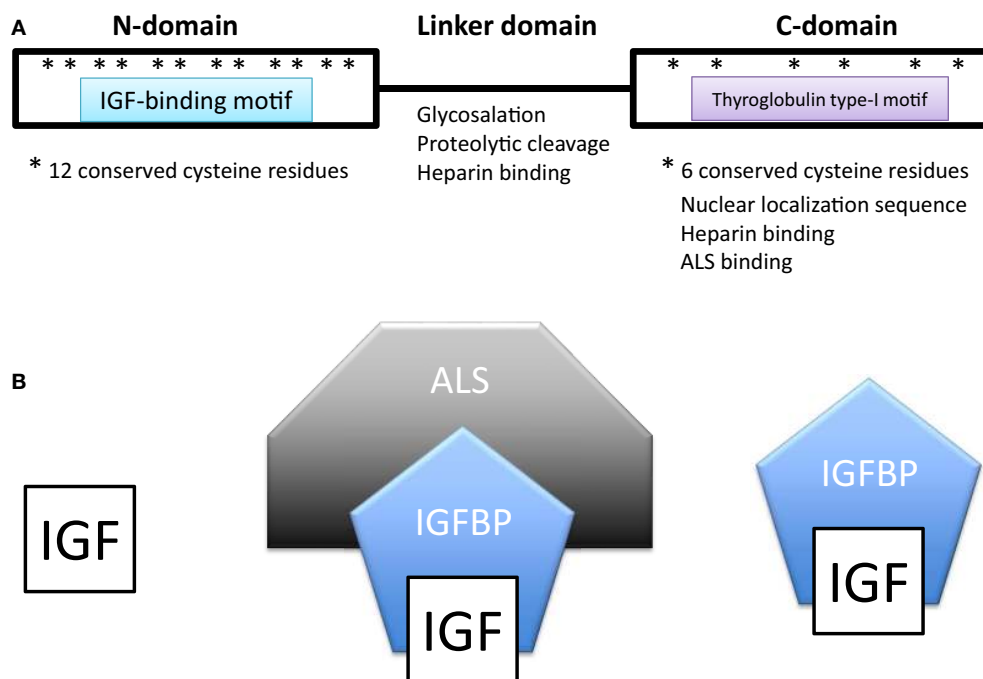 A
N-domain Linker domain C-domain
* * * * * * * * * * * * * * * * * *
IGF-binding motif
Thyroglobulin type-I motif
* 12 conserved cysteine residues
Glycosalation
Proteolytic cleavage
Heparin binding
* 6 conserved cysteine residues
Nuclear localization sequence
Heparin binding
ALS binding
B
IGF
ALS
IGFBP
IGF
IGFBP
IGF